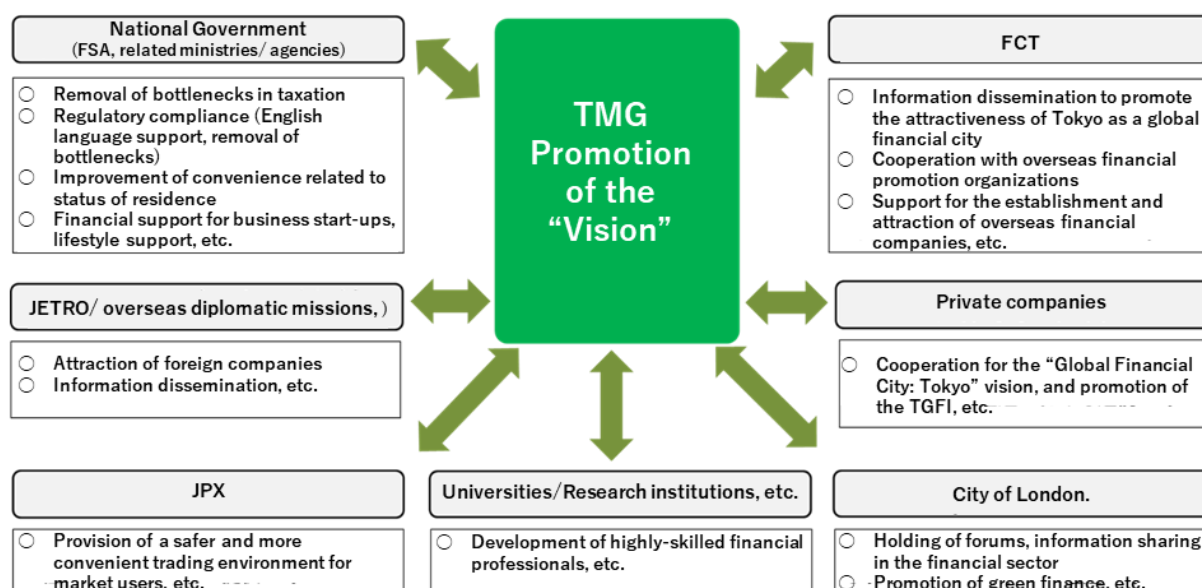 National Government
(FSA, related ministries/ agencies)
○ Removal of bottlenecks in taxation
○ Regulatory compliance (English
language support, removal of
bottlenecks)
○ Improvement of convenience related to
status of residence
○ Financial support for business start-ups,
lifestyle support, etc.
JETRO/ overseas diplomatic missions, )
○ Attraction of foreign companies
○ Information dissemination, etc.
JPX
○ Provision of a safer and more
convenient trading environment for
market users, etc.
TMG
Promotion
of the
“Vision”
Universities/Research institutions, etc.
○ Development of highly-skilled financial
professionals, etc.
FCT
○ Information dissemination to promote
the attractiveness of Tokyo as a global
financial city
○ Cooperation with overseas financial
promotion organizations
○ Support for the establishment and
attraction of overseas financial
companies, etc.
Private companies
○ Cooperation for the “Global Financial
City: Tokyo” vision, and promotion of
the TGFI, etc.
City of London.
○ Holding of forums, information sharing
in the financial sector
○ Promotion of green finance, etc.